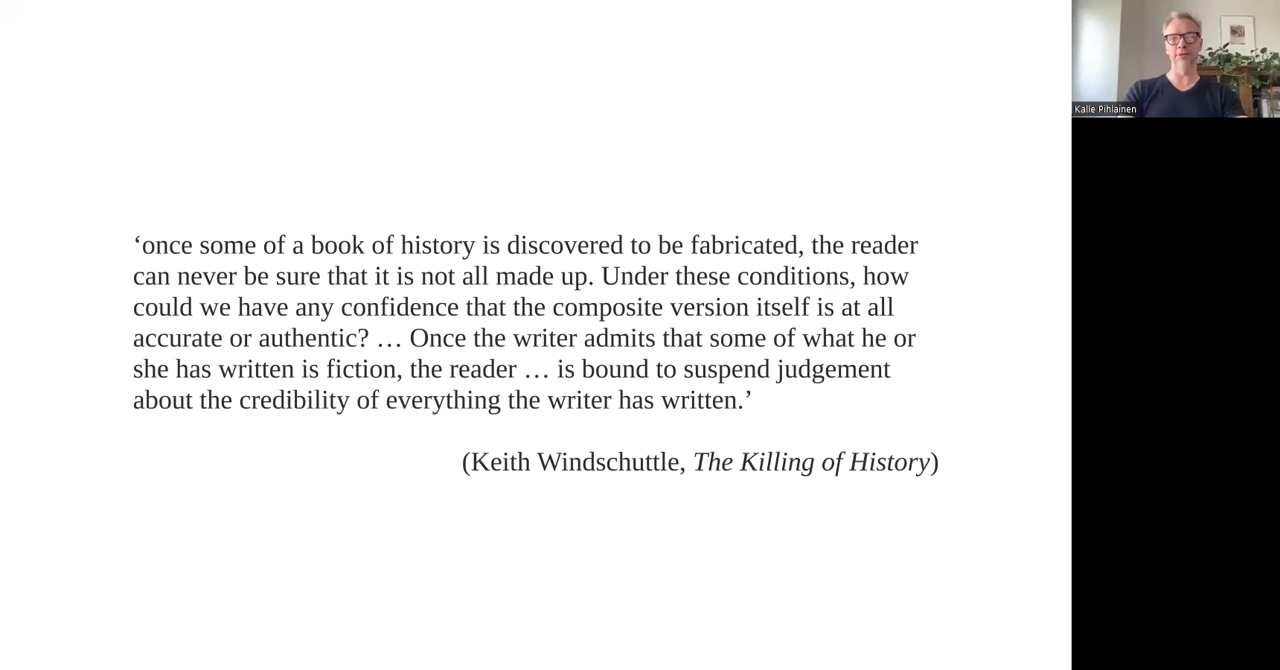 ‘once some of a book of history is discovered to be fabricated, the reader
can never be sure that it is not all made up. Under these conditions, how
could we have any confidence that the composite version itself is at all
accurate or authentic? … Once the writer admits that some of what he or
she has written is fiction, the reader … is bound to suspend judgement
about the credibility of everything the writer has written.’
(Keith Windschuttle, The Killing of History)
Kalle Pihlainen